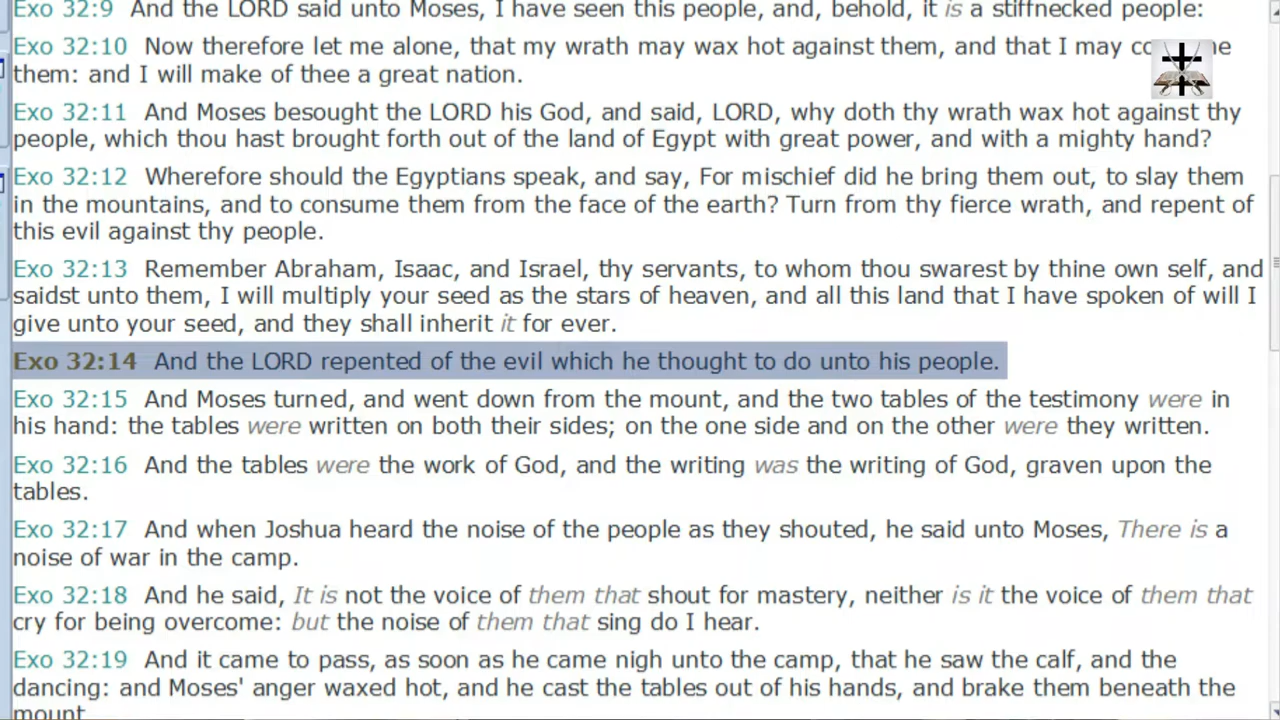 Exo 32:9 And the LORD said unto Moses, I have seen this people, and, behold, it is a stiffnecked people:
Exo 32:10 Now therefore let me alone, that my wrath may wax hot against them, and that I may
them: and I will make of thee a great nation.
Exo 32:11 And Moses besought the LORD his God, and said, LORD, why doth thy wrath wax hot against thy
people, which thou hast brought forth out of the land of Egypt with great power, and with a mighty hand?
Exo 32:12 Wherefore should the Egyptians speak, and say, For mischief did he bring them out, to slay them
in the mountains, and to consume them from the face of the earth? Turn from thy fierce wrath, and repent of
this evil against thy people.
Exo 32:13 Remember Abraham, Isaac, and Israel, thy servants, to whom thou swarest by thine own self, and
saidst unto them, I will multiply your seed as the stars of heaven, and all this land that I have spoken of will I
give unto your seed, and they shall inherit it for ever.
Exo 32:14 And the LORD repented of the evil which he thought to do unto his people.
Exo 32:15 And Moses turned, and went down from the mount, and the two tables of the testimony were in
his hand: the tables were written on both their sides; on the one side and on the other were they written.
Exo 32:16 And the tables were the work of God, and the writing was the writing of God, graven upon the
tables.
Exo 32:17 And when Joshua heard the noise of the people as they shouted, he said unto Moses, There is a
noise of war in the camp.
Exo 32:18 And he said, It is not the voice of them that shout for mastery, neither is it the voice of them that
cry for being overcome: but the noise of them that sing do I hear.
Exo 32:19 And it came to pass, as soon as he came nigh unto the camp, that he saw the calf, and the
dancing: and Moses' anger waxed hot, and he cast the tables out of his hands, and brake them beneath the
mount